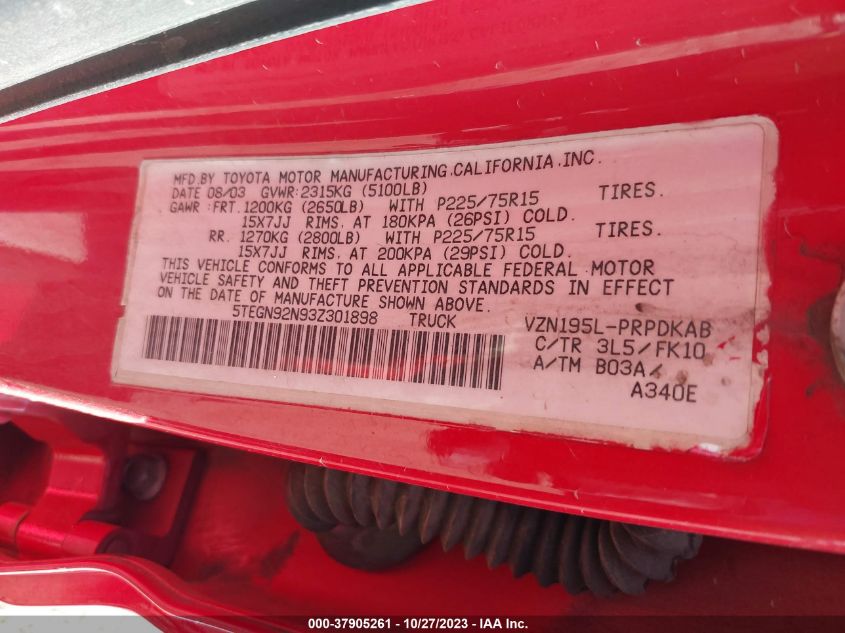 MFD.BY TOYOTA MOTOR MANUFACTURING.CALIFORNIA.INC.
DATE 08/03 GVWR:2315KG (5100LB)
GAWR :FRT.1200KG (2650LB) WITH P225/75R15 TIRES.
15X7JJ RIMS, AT 180KPA (26PSI) COLD.
RR. 1270KG (2800LB) WITH P225/75R15 TIRES.
15X7JJ RIMS, AT 200KPA (29PSI) COLD.
THIS VEHICLE CONFORMS TO ALL APPLICABLE FEDERAL MOTOR
VEHICLE SAFETY AND THEFT PREVENTION STANDARDS IN EFFECT
ON THE DATE OF MANUFACTURE SHOWN ABOVE.
5TEGN92N93Z301898 TRUCK VZN195L-PRPDKAB
C/TR 3L5/FK10
A/TM B03A
A340E
000-37905261 - 10/27/2023 - IAA Inc.